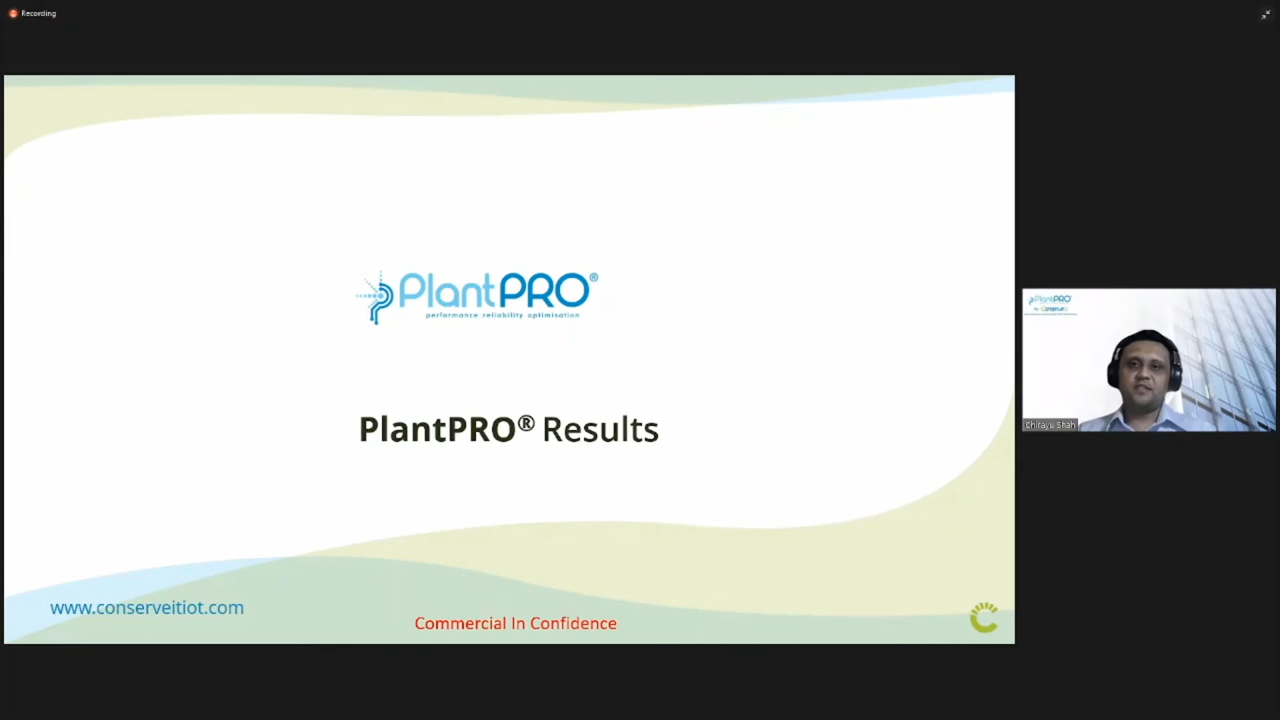 Recording
PlantPRO®
performance reliability optimisation
PlantPRO® Results
www.conserveitiot.com
Commercial In Confidence
PlantPRO®
Chirayu Shah